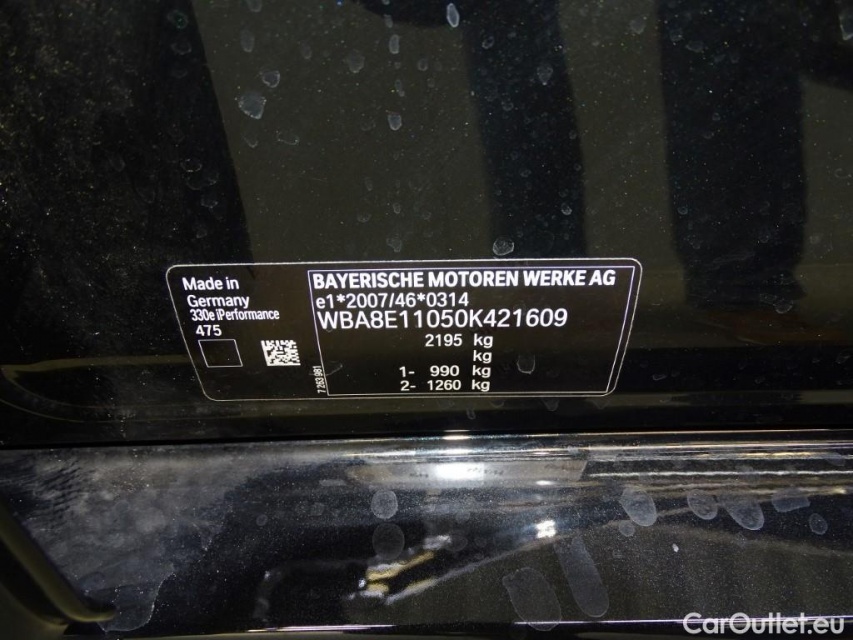 Made in
Germany
330e iPerformance
475
BAYERISCHE MOTOREN WERKE AG
e1*2007/46*0314
WBA8E11050K421609
2195 kg
kg
1- 990 kg
2- 1260 kg
7 263 981
CarOutlet.eu